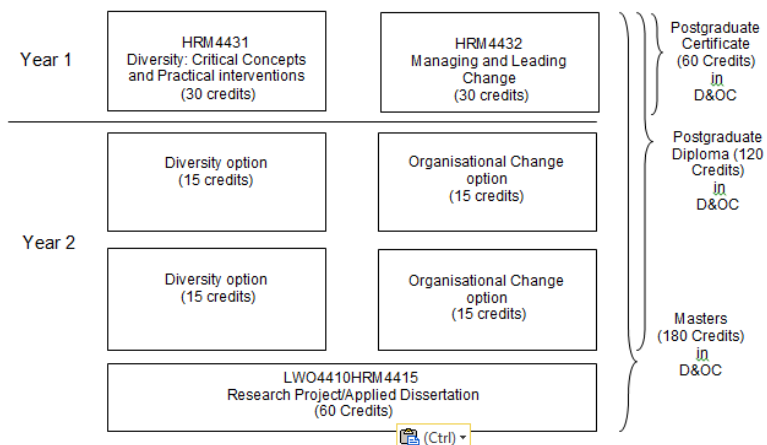 Year 1
HRM4431
Diversity: Critical Concepts
and Practical interventions
(30 credits)
HRM4432
Managing and Leading
Change
(30 credits)
Postgraduate
Certificate
(60 Credits)
in
D&OC
Year 2
Diversity option
(15 credits)
Organisational Change
option
(15 credits)
Postgraduate
Diploma (120
Credits)
in
D&OC
Diversity option
(15 credits)
Organisational Change
option
(15 credits)
Masters
(180 Credits)
in
D&OC
LWO4410HRM4415
Research Project/Applied Dissertation
(60 Credits)
(Ctrl)